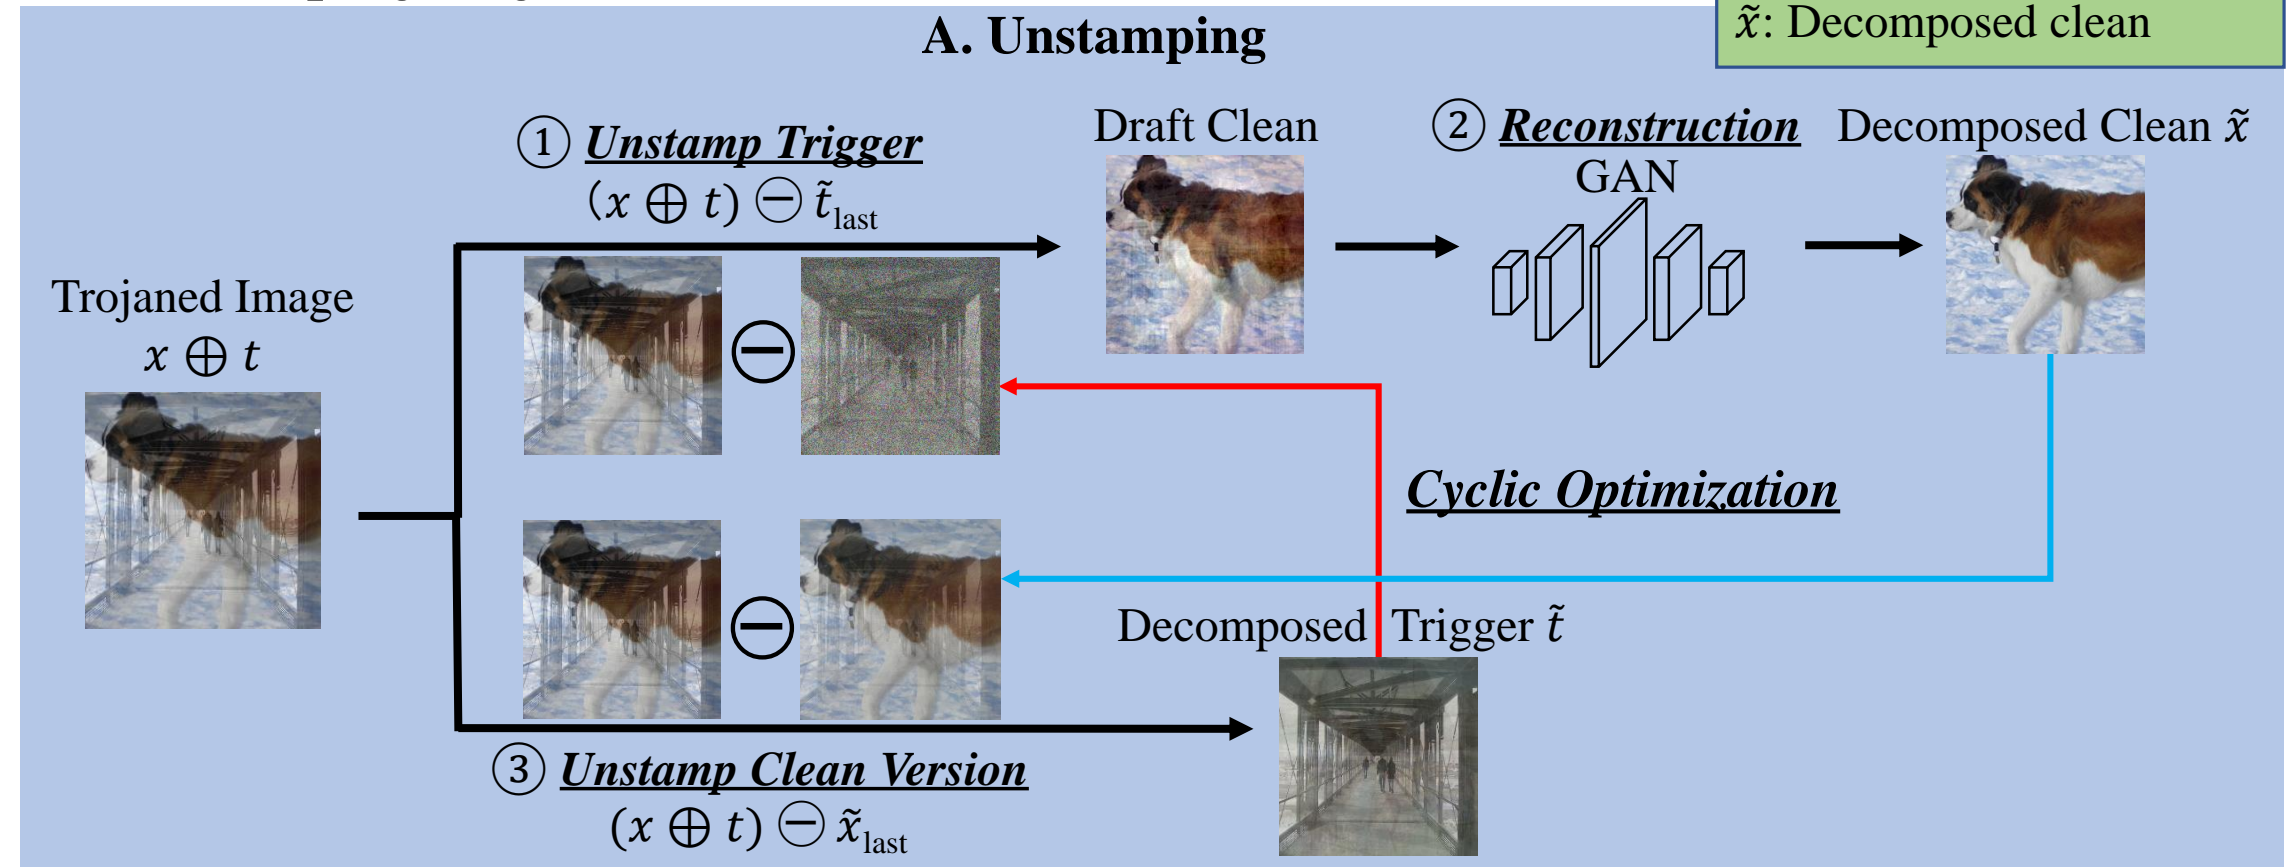 A. Unstamping
x̃: Decomposed clean
① Unstamp Trigger
(x ⊕ t) ⊖ t̃last
Draft Clean
② Reconstruction
GAN
Decomposed Clean x̃
Trojaned Image
x ⊕ t
Cyclic Optimization
Decomposed Trigger t̃
③ Unstamp Clean Version
(x ⊕ t) ⊖ x̃last